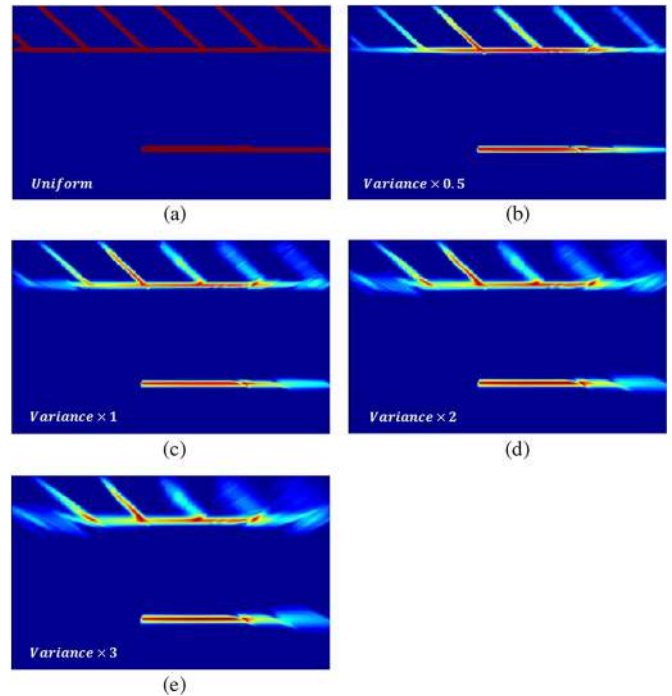 Uniform
Variance × 0.5
(a)
(b)
Variance × 1
Variance × 2
(c)
(d)
Variance × 3
(e)